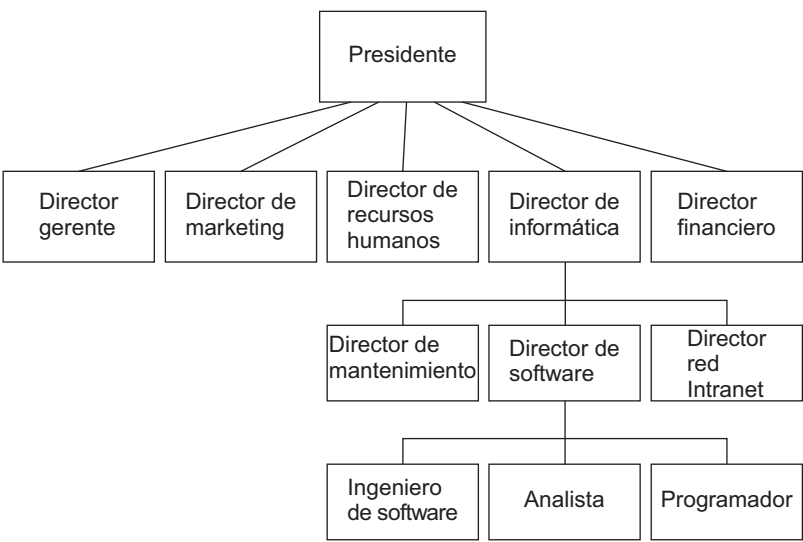 Presidente
Director
gerente
Director de
marketing
Director de
recursos
humanos
Director de
informática
Director
financiero
Director de
mantenimiento
Director de
software
Director
red
Intranet
Ingeniero
de software
Analista
Programador